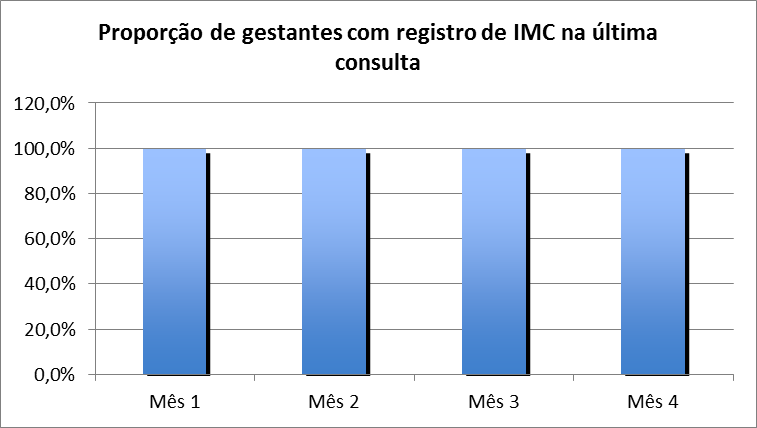 Proporção de gestantes com registro de IMC na última
consulta
120,0%
100,0%
80,0%
60,0%
40,0%
20,0%
0,0%
Mês 1
Mês 2
Mês 3
Mês 4